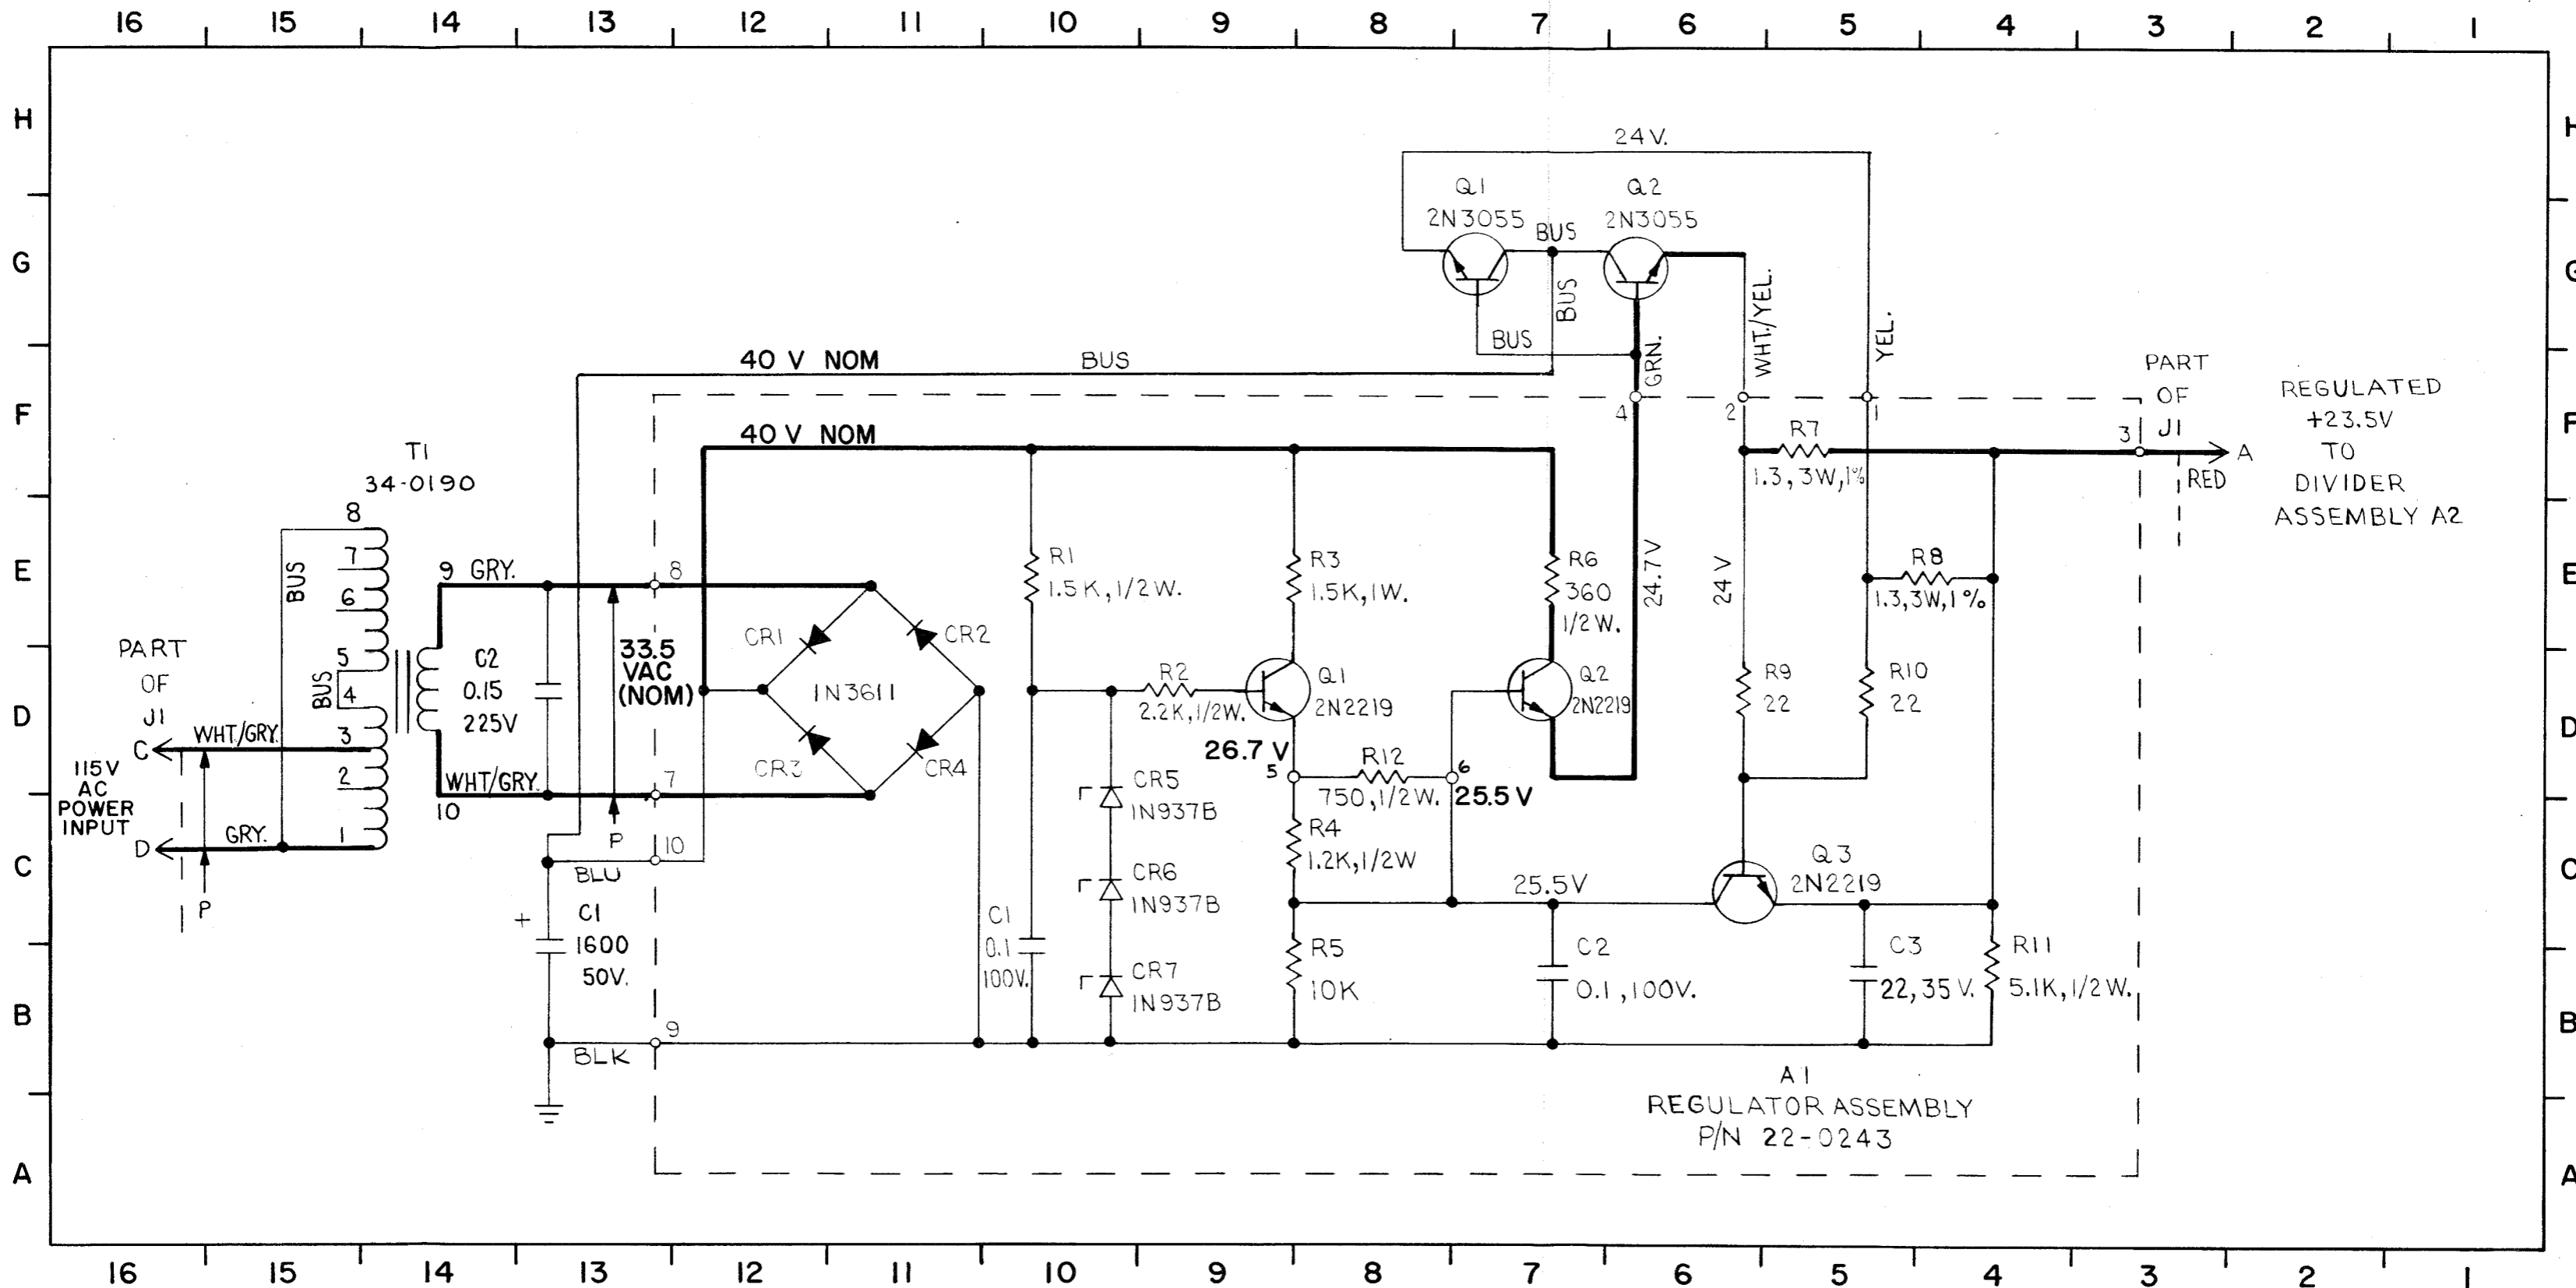 16 15 14 13 12 11 10 9 8 7 6 5 4 3 2 1
H
H
24V.
Q1
2N3055
Q2
2N3055
BUS
G
G
BUS
WHT./YEL.
YEL.
BUS
GRN.
40 V NOM
BUS
PART
OF
J1
REGULATED
+23.5V
TO
DIVIDER
ASSEMBLY A2
F
F
4
2
1
40 V NOM
R7
1.3, 3W, 1%
3
A
RED
T1
34-0190
8
7
6
5
4
3
2
1
BUS
BUS
E
E
9 GRY.
8
R1
1.5K, 1/2W.
R3
1.5K, 1W.
R6
360
1/2W.
24.7V
24 V
R8
1.3, 3W, 1%
PART
OF
J1
C2
0.15
225V
33.5
VAC
(NOM)
CR1
CR2
1N3611
CR3
CR4
R2
2.2K, 1/2W.
Q1
2N2219
Q2
2N2219
R9
22
R10
22
D
D
C
WHT/GRY.
115V
AC
POWER
INPUT
WHT/GRY.
10
7
26.7 V
5
R12
750, 1/2W.
6
25.5 V
CR5
1N937B
D
GRY.
P
P
10
BLU
R4
1.2K, 1/2W
Q3
2N2219
C
C
CR6
1N937B
25.5V
+
C1
1600
50V.
C1
0.1
100V.
CR7
1N937B
R5
10K
C2
0.1, 100V.
C3
22, 35 V.
R11
5.1K, 1/2W.
B
B
9
BLK
A1
REGULATOR ASSEMBLY
P/N 22-0243
A
A
16 15 14 13 12 11 10 9 8 7 6 5 4 3 2 1